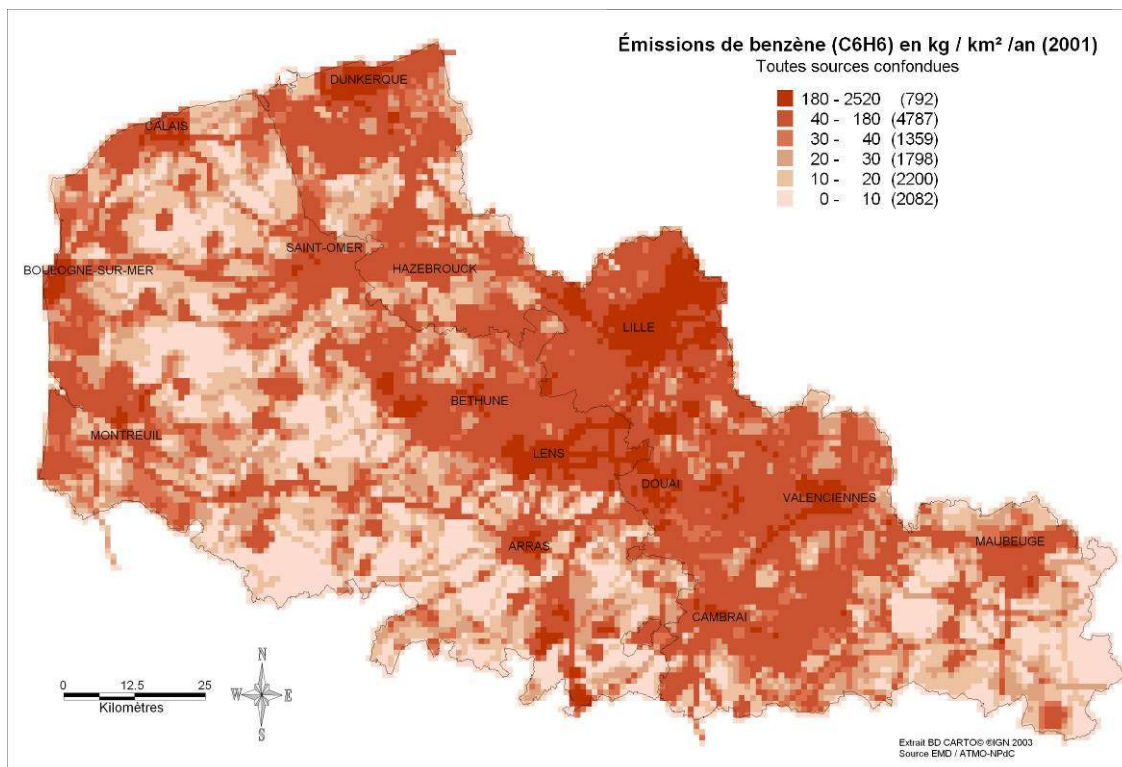 Émissions de benzène (C6H6) en kg / km² /an (2001)
Toutes sources confondues
180 - 2520 (792)
40 - 180 (4787)
30 - 40 (1359)
20 - 30 (1798)
10 - 20 (2200)
0 - 10 (2082)
DUNKERQUE
CALAIS
SAINT-OMER
BOULOGNE-SUR-MER
HAZEBROUCK
LILLE
BETHUNE
MONTREUIL
LENS
DOUAI
VALENCIENNES
ARRAS
MAUBEUGE
CAMBRAI
N
W E
S
0 12.5 25
Kilomètres
Extrait BD CARTO© ®IGN 2003
Source EMD / ATMO-NPdC